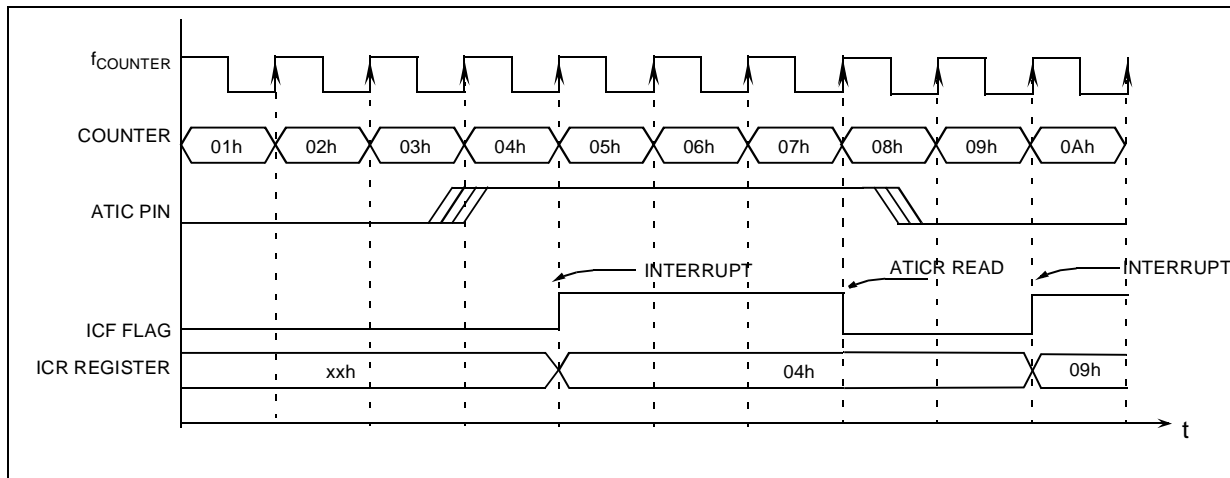 fCOUNTER
COUNTER 01h 02h 03h 04h 05h 06h 07h 08h 09h 0Ah
ATIC PIN
INTERRUPT ATICR READ INTERRUPT
ICF FLAG
ICR REGISTER xxh 04h 09h
t